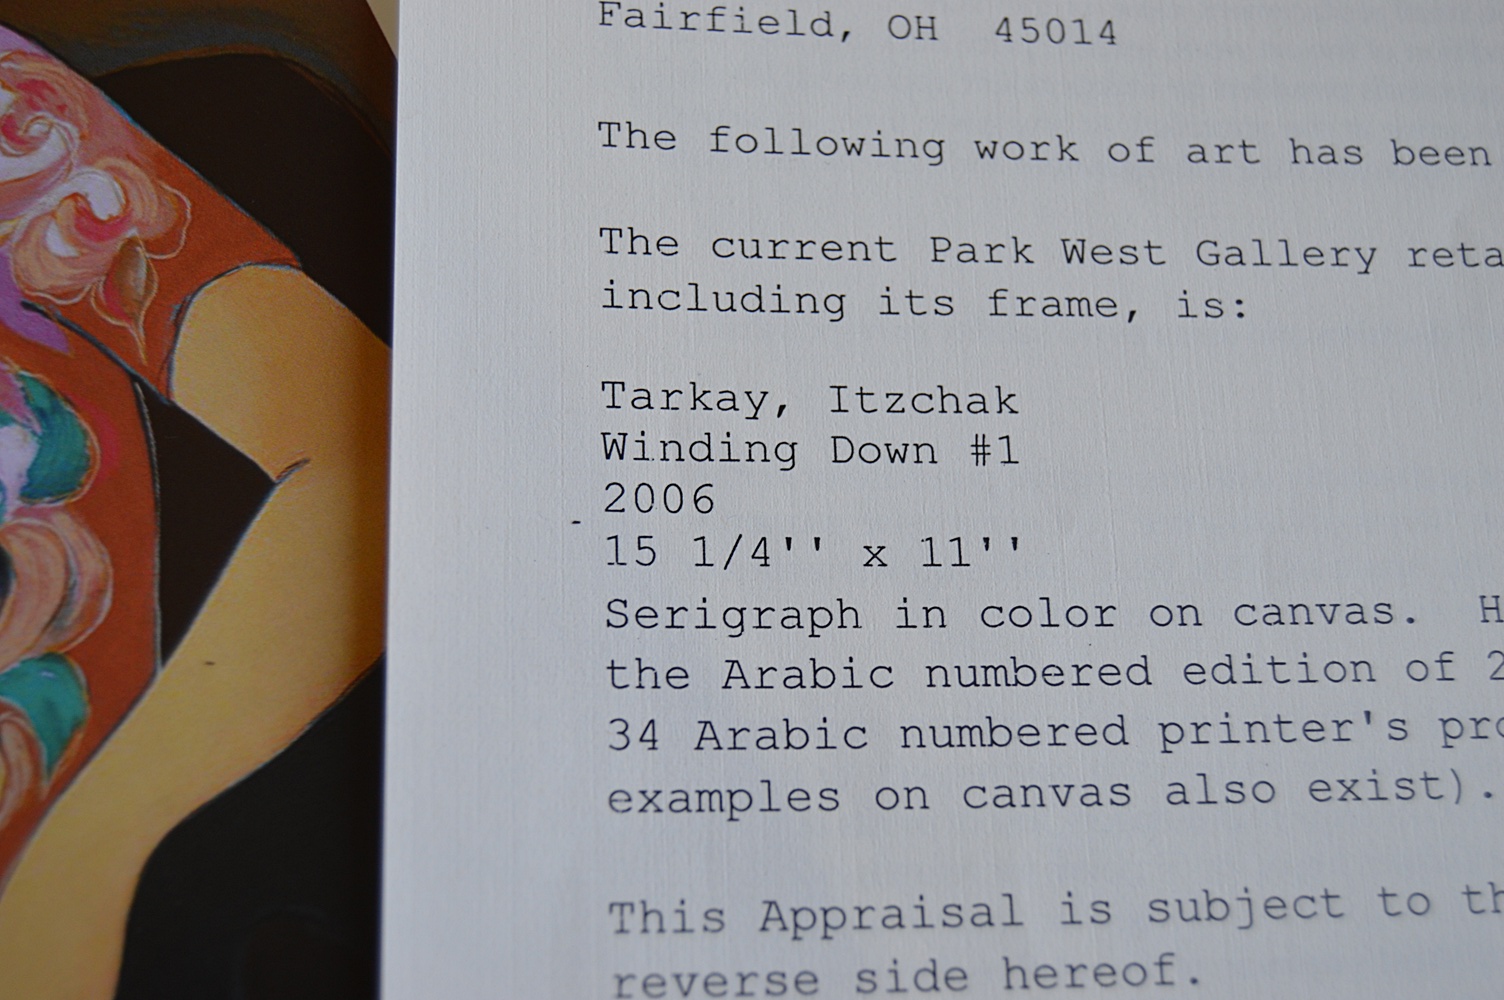 Fairfield, OH 45014
The following work of art has been
The current Park West Gallery reta
including its frame, is:
Tarkay, Itzchak
Winding Down #1
2006
15 1/4'' x 11''
Serigraph in color on canvas. H
the Arabic numbered edition of 2
34 Arabic numbered printer's pro
examples on canvas also exist).
This Appraisal is subject to th
reverse side hereof.